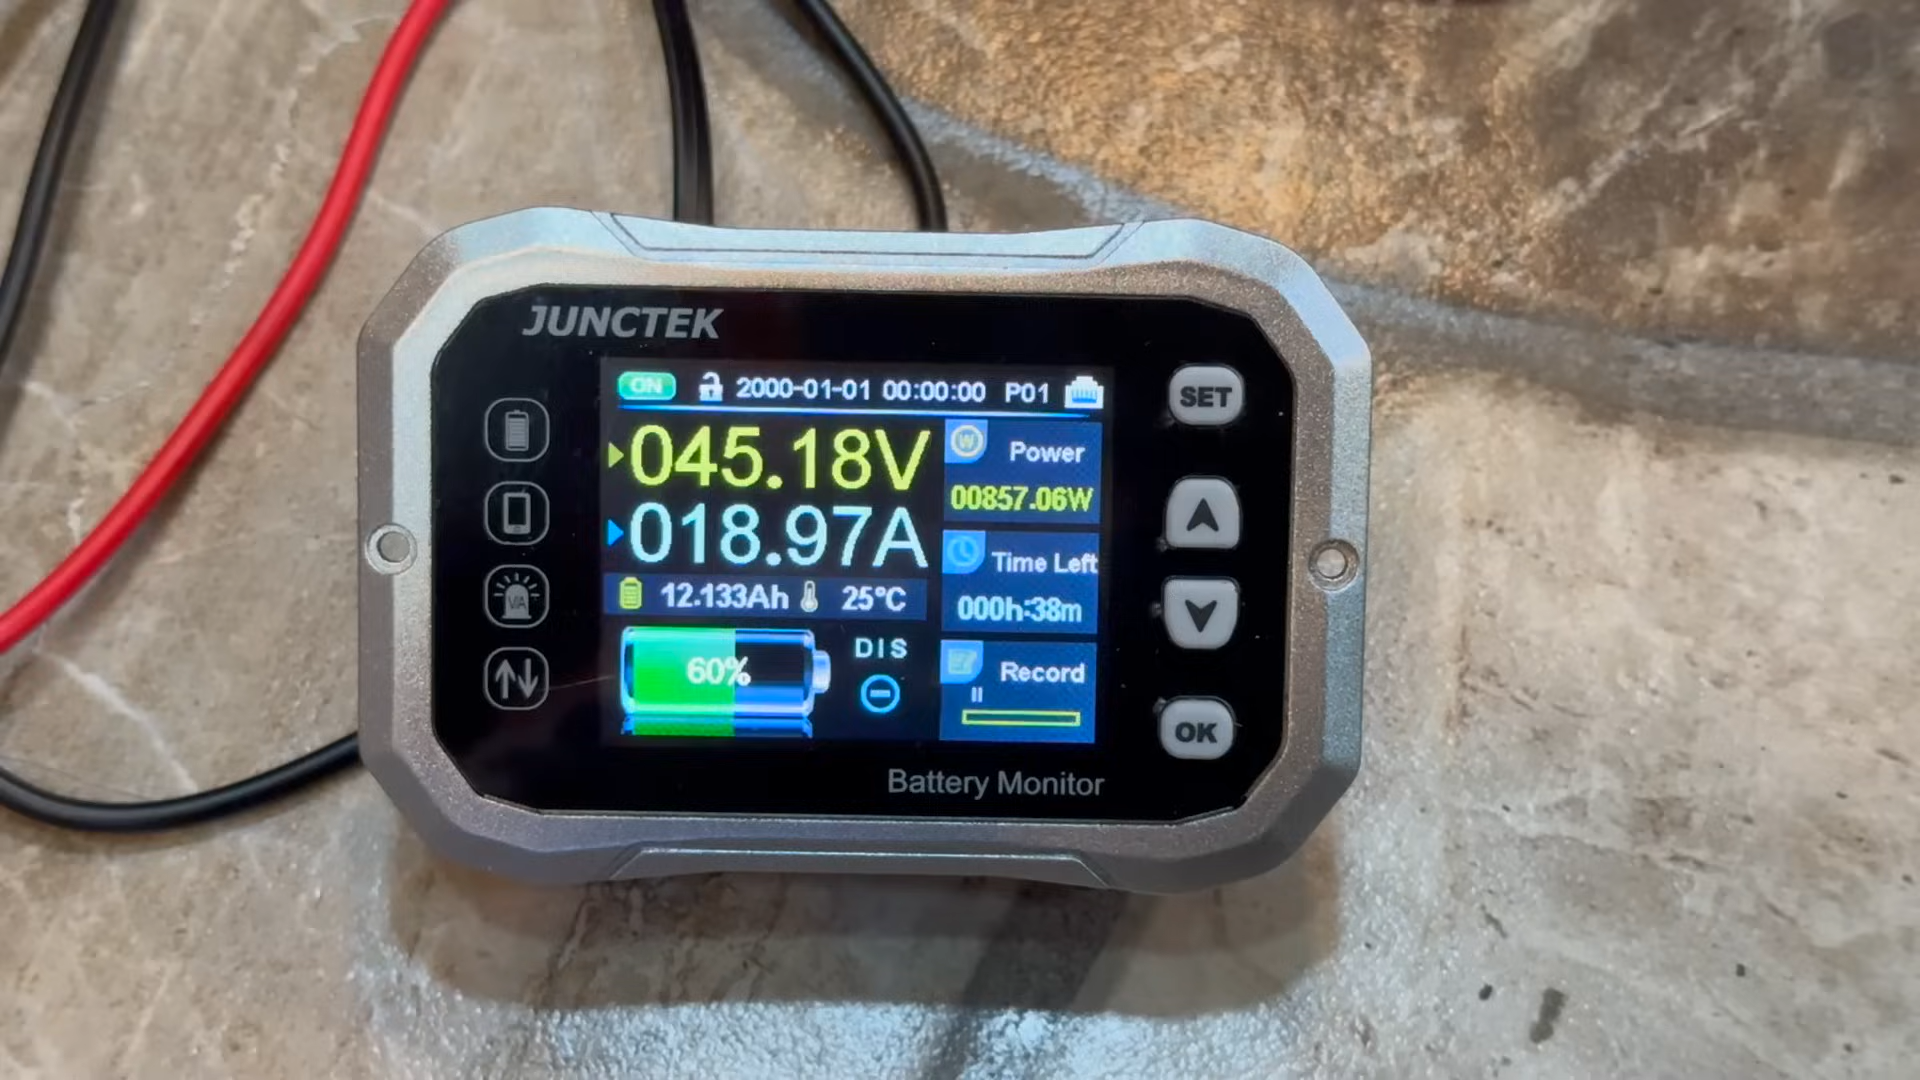 JUNCTEK
ON 2000-01-01 00:00:00 P01
045.18V
018.97A
12.133Ah 25°C
60%
DIS
Power
00857.06W
Time Left
000h:38m
Record
Battery Monitor
V/A
SET
OK